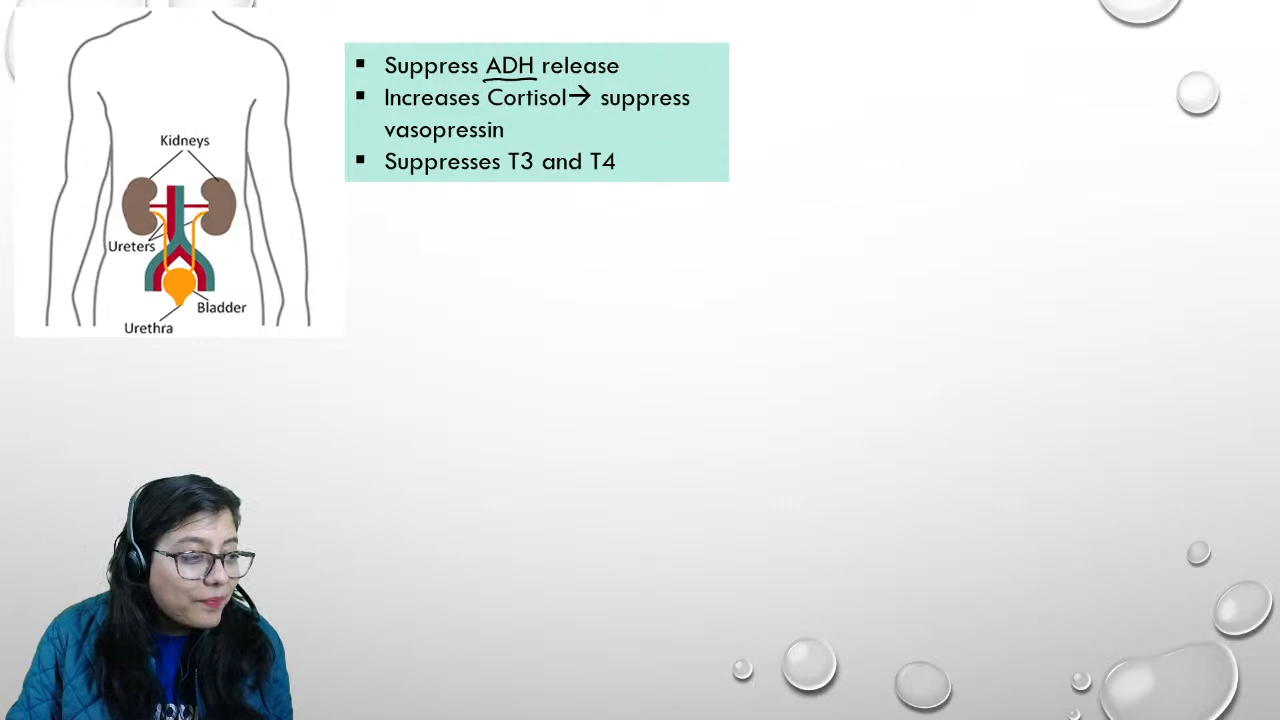 Kidneys
Ureters
Bladder
Urethra
▪ Suppress ADH release
▪ Increases Cortisol→ suppress
vasopressin
▪ Suppresses T3 and T4